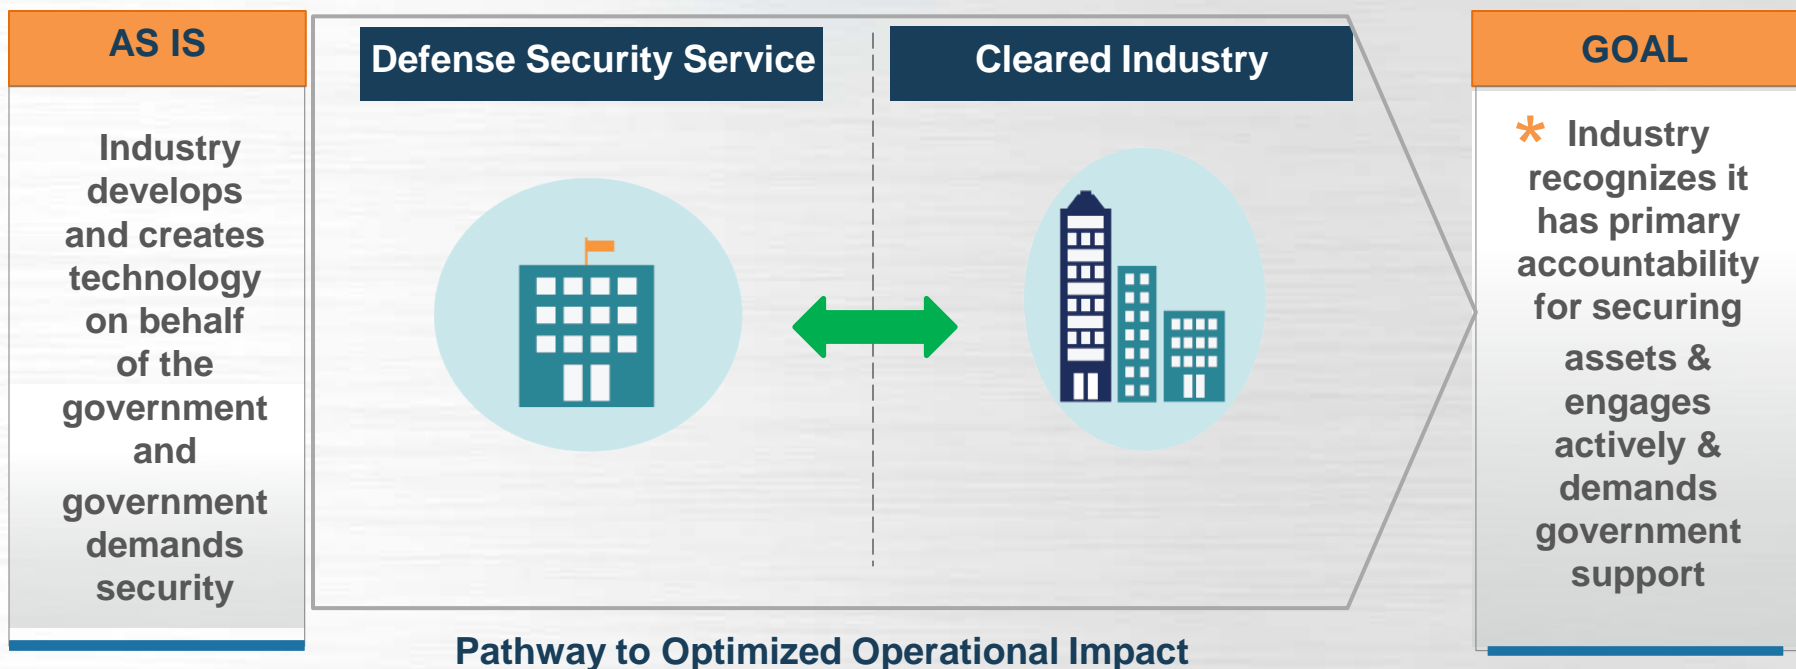 AS IS
Industry
develops
and creates
technology
on behalf
of the
government
and
government
demands
security
Defense Security Service
Cleared Industry
Pathway to Optimized Operational Impact
GOAL
* Industry
recognizes it
has primary
accountability
for securing
assets &
engages
actively &
demands
government
support